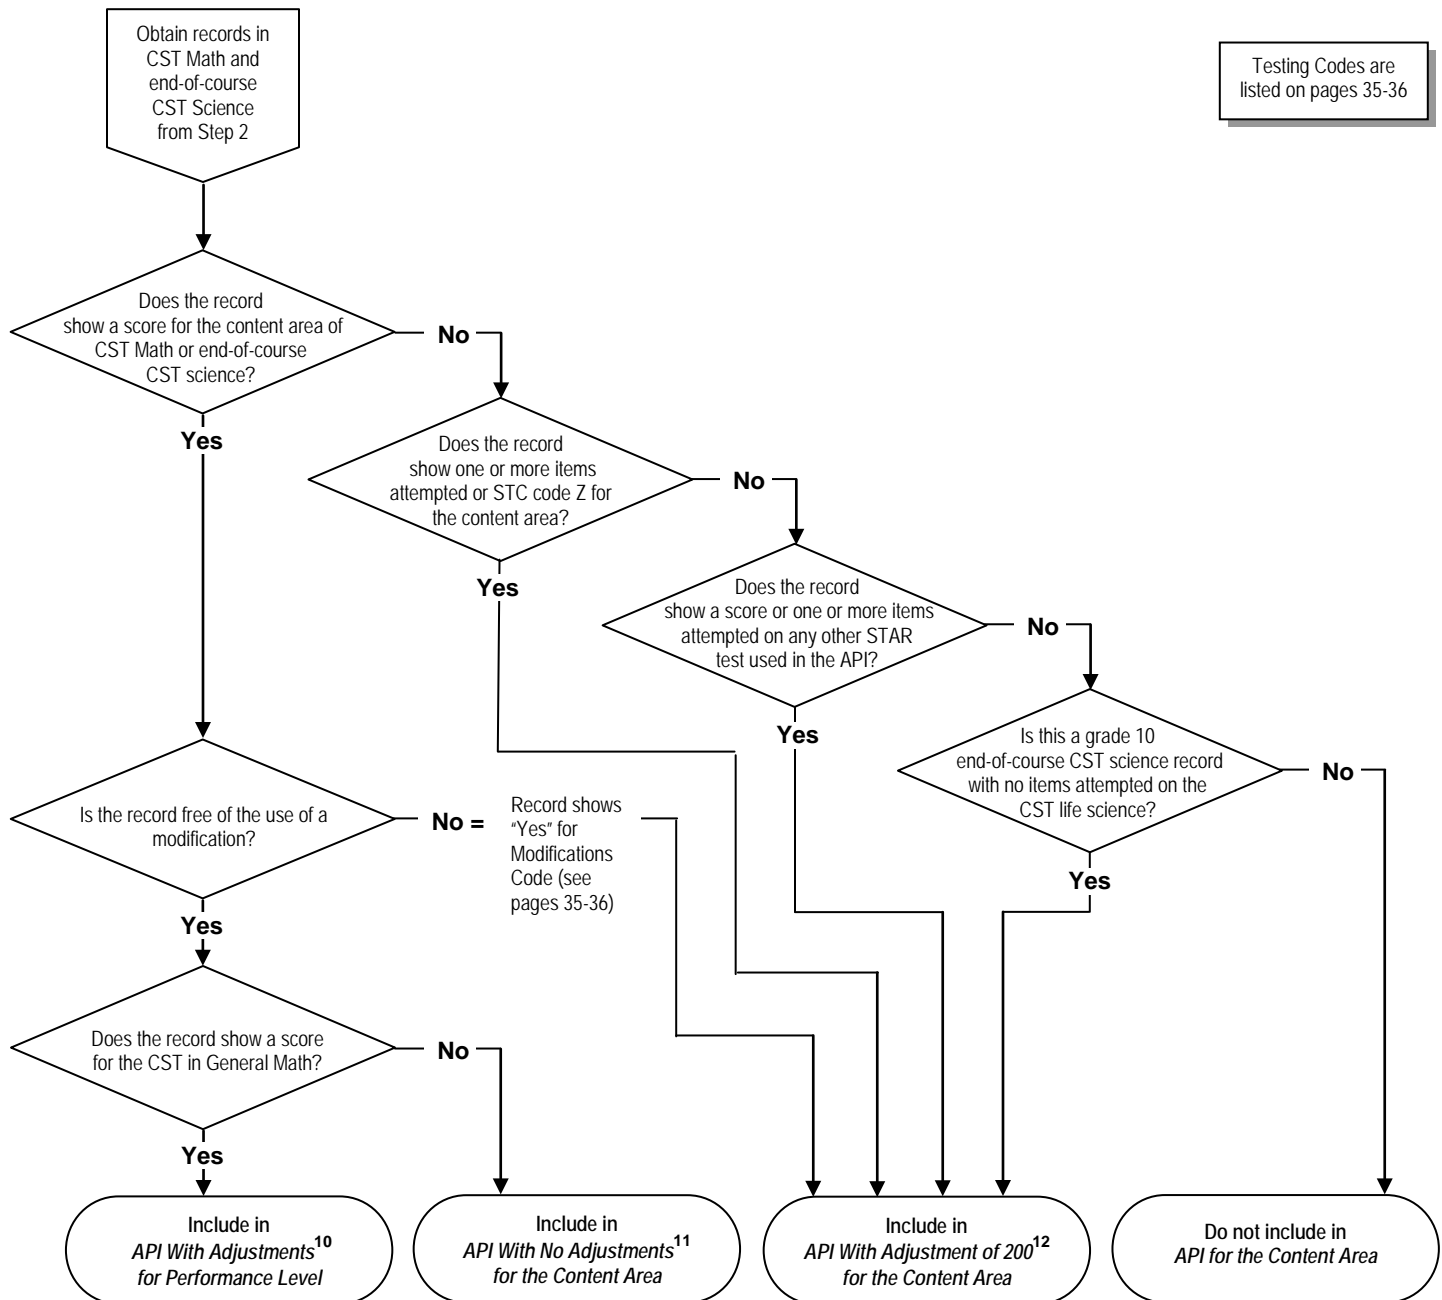 Obtain records in
CST Math and
end-of-course
CST Science
from Step 2
Testing Codes are
listed on pages 35-36
Does the record
show a score for the content area of
CST Math or end-of-course
CST science?
No
Yes
Does the record
show one or more items
attempted or STC code Z for
the content area?
No
Yes
Does the record
show a score or one or more items
attempted on any other STAR
test used in the API?
No
Yes
Is this a grade 10
end-of-course CST science record
with no items attempted on the
CST life science?
No
Yes
Is the record free of the use of a
modification?
No =
Record shows
"Yes" for
Modifications
Code (see
pages 35-36)
Yes
Does the record show a score
for the CST in General Math?
No
Yes
Include in
API With Adjustments10
for Performance Level
Include in
API With No Adjustments11
for the Content Area
Include in
API With Adjustment of 20012
for the Content Area
Do not include in
API for the Content Area